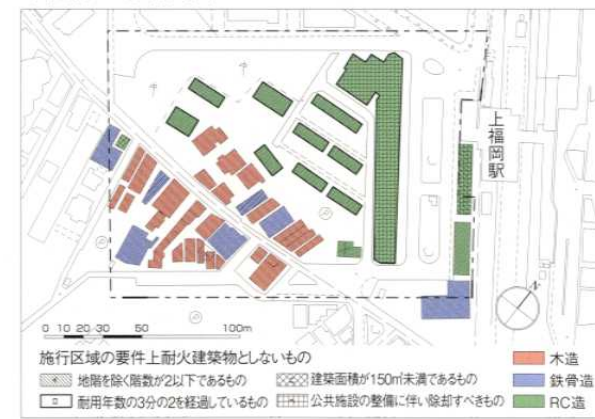 上福岡駅
0 10 20 30 50 100m
施行区域の要件上耐火建築物としないもの
地階を除く階数が2以下であるもの
建築面積が150㎡未満であるもの
耐用年数の3分の2を経過しているもの
公共施設の整備に伴い除却すべきもの
木造
鉄骨造
RC造